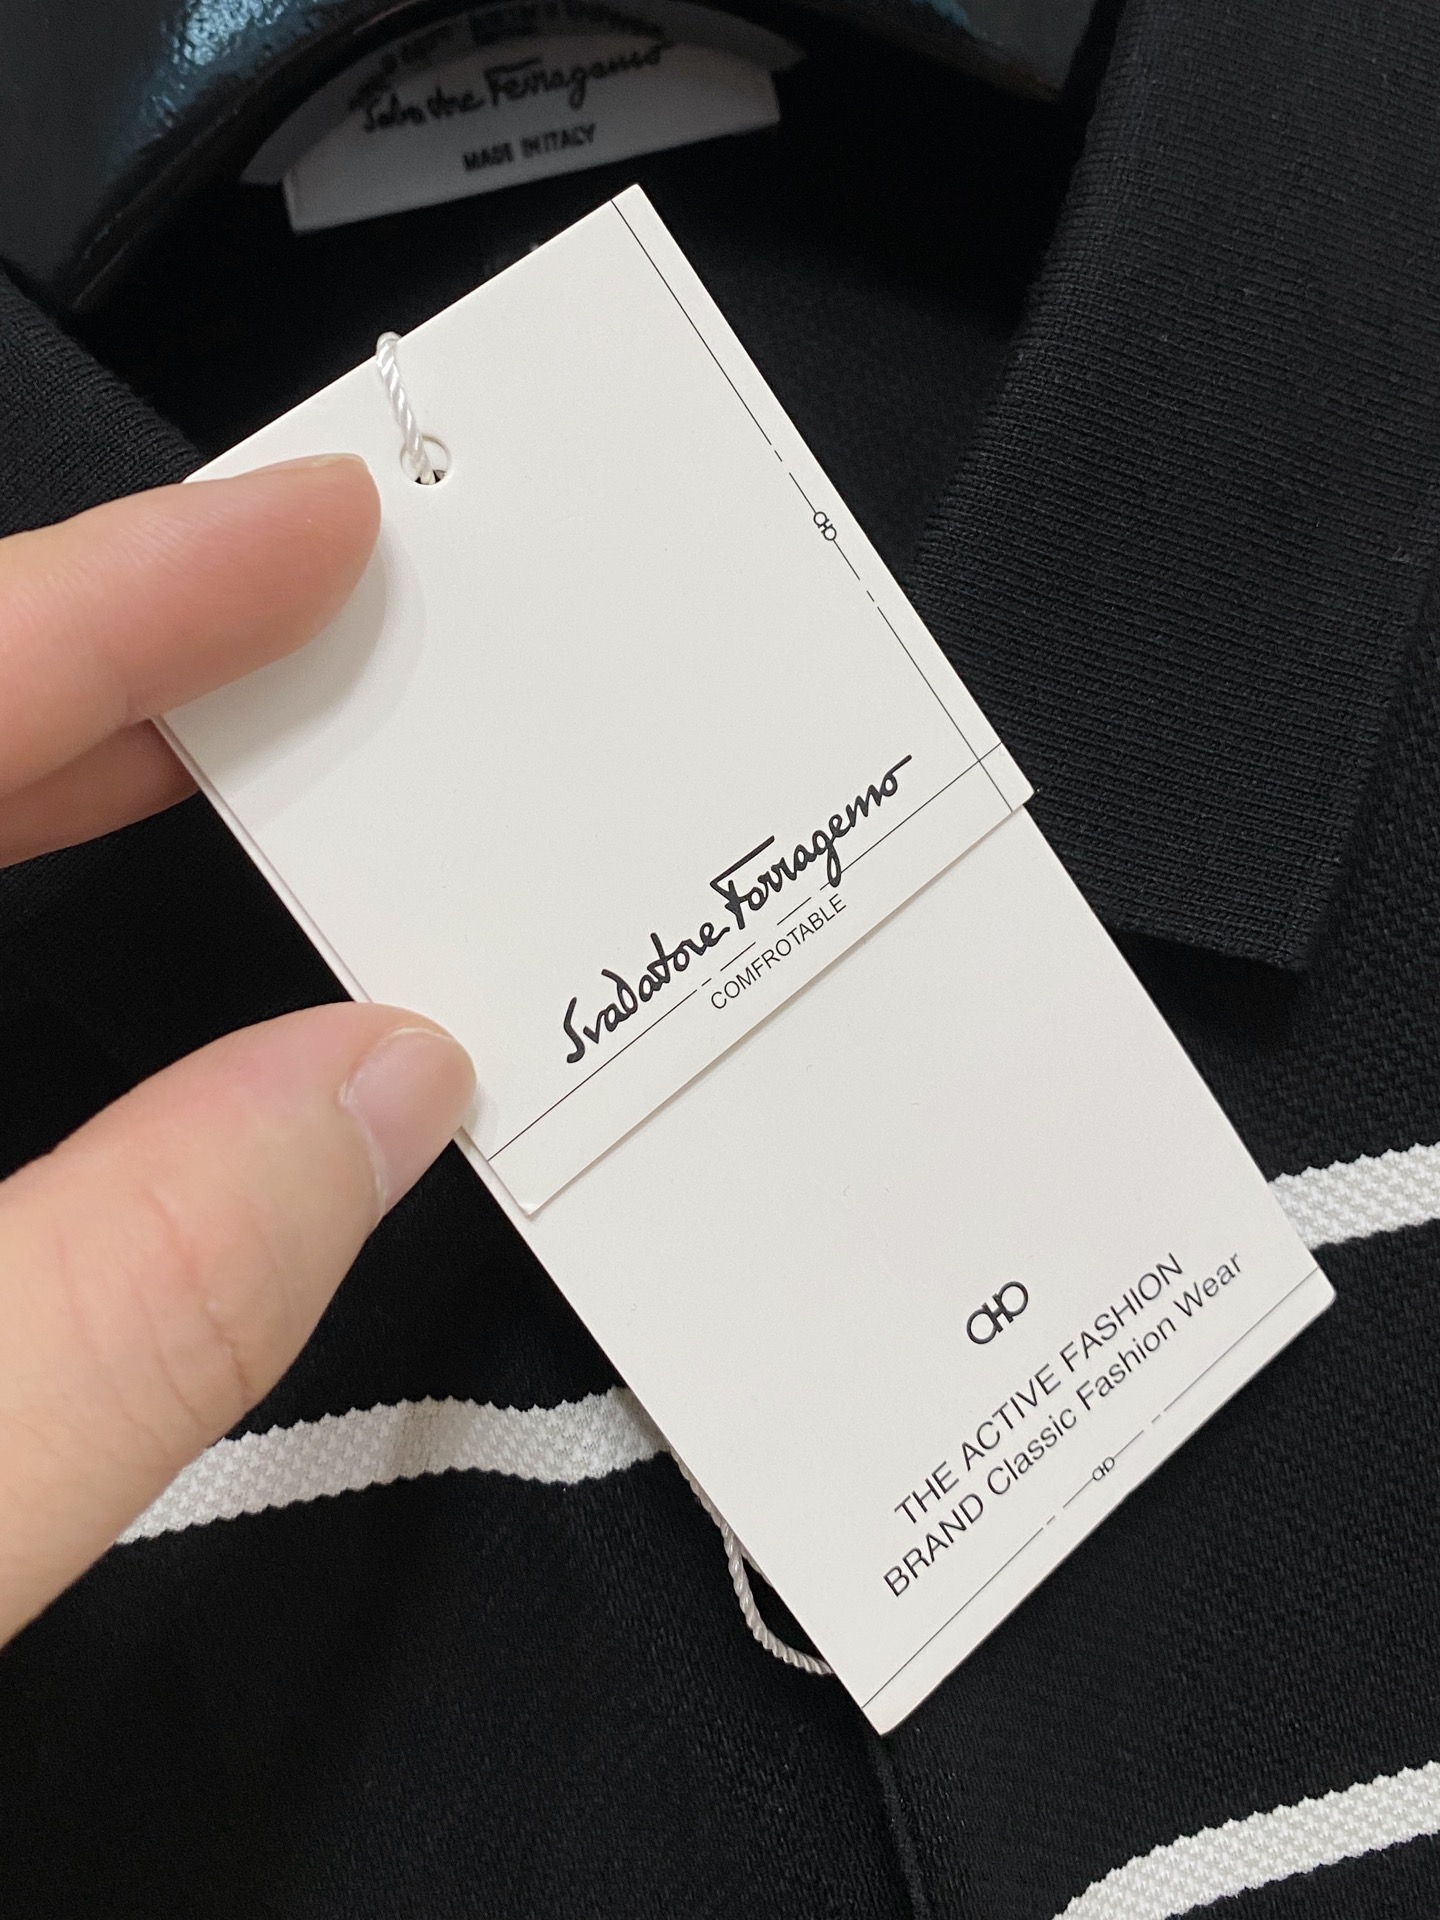 Salvatore Ferragamo
MADE IN ITALY
Svadatore Forragemo
COMFROTABLE
THE ACTIVE FASHION
BRAND Classic Fashion Wear